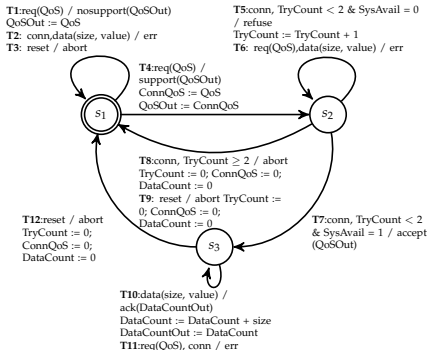 T1:req(QoS) / nosupport(QoSOut)
QoSOut := QoS
T2: conn,data(size, value) / err
T3: reset / abort
T5:conn, TryCount < 2 & SysAvail = 0
/ refuse
TryCount := TryCount + 1
T6: req(QoS),data(size, value) / err
T4:req(QoS) /
support(QoSOut)
ConnQoS := QoS
QoSOut := ConnQoS
s1
s2
T8:conn, TryCount ≥ 2 / abort
TryCount := 0; ConnQoS := 0;
DataCount := 0
T9: reset / abort TryCount :=
0; ConnQoS := 0;
DataCount := 0
T12:reset / abort
TryCount := 0;
ConnQoS := 0;
DataCount := 0
T7:conn, TryCount < 2
& SysAvail = 1 / accept
(QoSOut)
s3
T10:data(size, value) /
ack(DataCountOut)
DataCount := DataCount + size
DataCountOut := DataCount
T11:req(QoS), conn / err